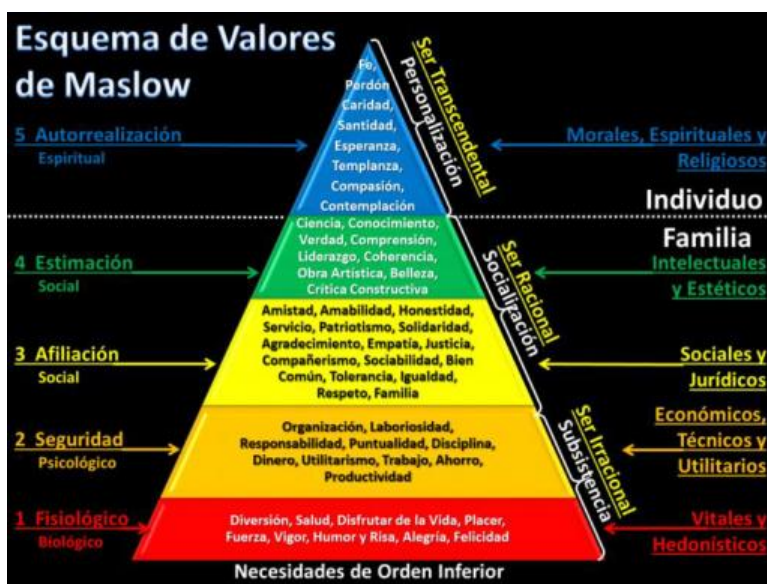 Esquema de Valores
de Maslow
5 Autorrealización
Espiritual
Fe,
Perdón
Caridad,
Santidad,
Esperanza,
Templanza,
Compasión,
Contemplación
Ser Transcendental
Personalización
Morales, Espirituales y
Religiosos
Individuo
Familia
4 Estimación
Social
Ciencia, Conocimiento,
Verdad, Comprensión,
Liderazgo, Coherencia,
Obra Artística, Belleza,
Crítica Constructiva
Ser Racional
Socialización
Intelectuales
y Estéticos
3 Afiliación
Social
Amistad, Amabilidad, Honestidad,
Servicio, Patriotismo, Solidaridad,
Agradecimiento, Empatía, Justicia,
Compañerismo, Sociabilidad, Bien
Común, Tolerancia, Igualdad,
Respeto, Familia
Sociales y
Jurídicos
2 Seguridad
Psicológico
Organización, Laboriosidad,
Responsabilidad, Puntualidad, Disciplina,
Dinero, Utilitarismo, Trabajo, Ahorro,
Productividad
Ser Irracional
Subsistencia
Económicos,
Técnicos y
Utilitarios
1 Fisiológico
Biológico
Diversión, Salud, Disfrutar de la Vida, Placer,
Fuerza, Vigor, Humor y Risa, Alegría, Felicidad
Vitales y
Hedonísticos
Necesidades de Orden Inferior